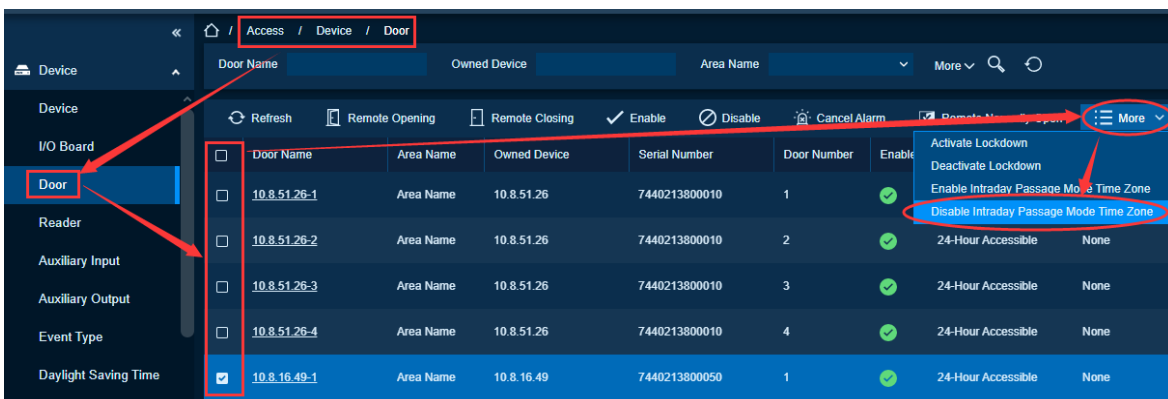 « / Access / Device / Door
Device
Door Name Owned Device Area Name More
Device
Refresh Remote Opening Remote Closing Enable Disable Cancel Alarm Remote Normally Open More
I/O Board
Door Name Area Name Owned Device Serial Number Door Number Enable
Activate Lockdown
Deactivate Lockdown
Enable Intraday Passage Mode Time Zone
Disable Intraday Passage Mode Time Zone
Door
10.8.51.26-1 Area Name 10.8.51.26 7440213800010 1
Reader
10.8.51.26-2 Area Name 10.8.51.26 7440213800010 2 24-Hour Accessible None
Auxiliary Input
10.8.51.26-3 Area Name 10.8.51.26 7440213800010 3 24-Hour Accessible None
Auxiliary Output
10.8.51.26-4 Area Name 10.8.51.26 7440213800010 4 24-Hour Accessible None
Event Type
Daylight Saving Time
10.8.16.49-1 Area Name 10.8.16.49 7440213800050 1 24-Hour Accessible None